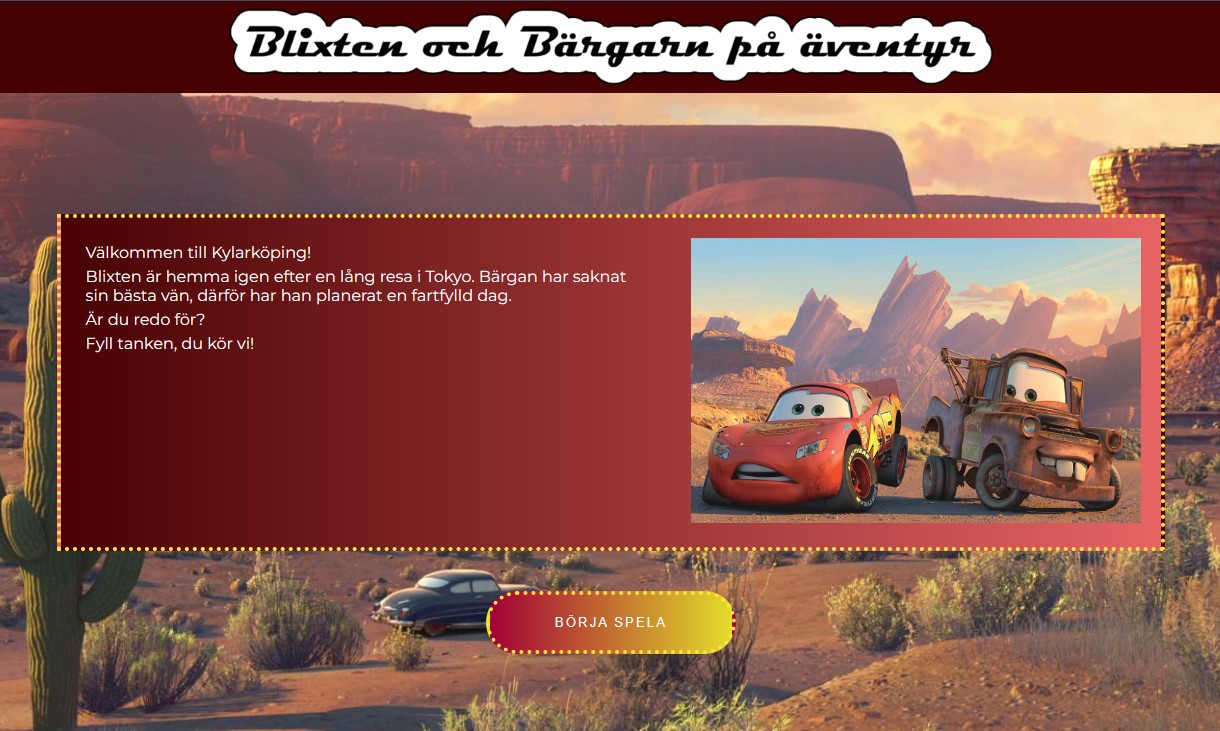 Blixten och Bärgarn på äventyr
Välkommen till Kylarköping!
Blixten är hemma igen efter en lång resa i Tokyo. Bärgan har saknat
sin bästa vän, därför har han planerat en fartfylld dag.
Är du redo för?
Fyll tanken, du kör vi!
BÖRJA SPELA